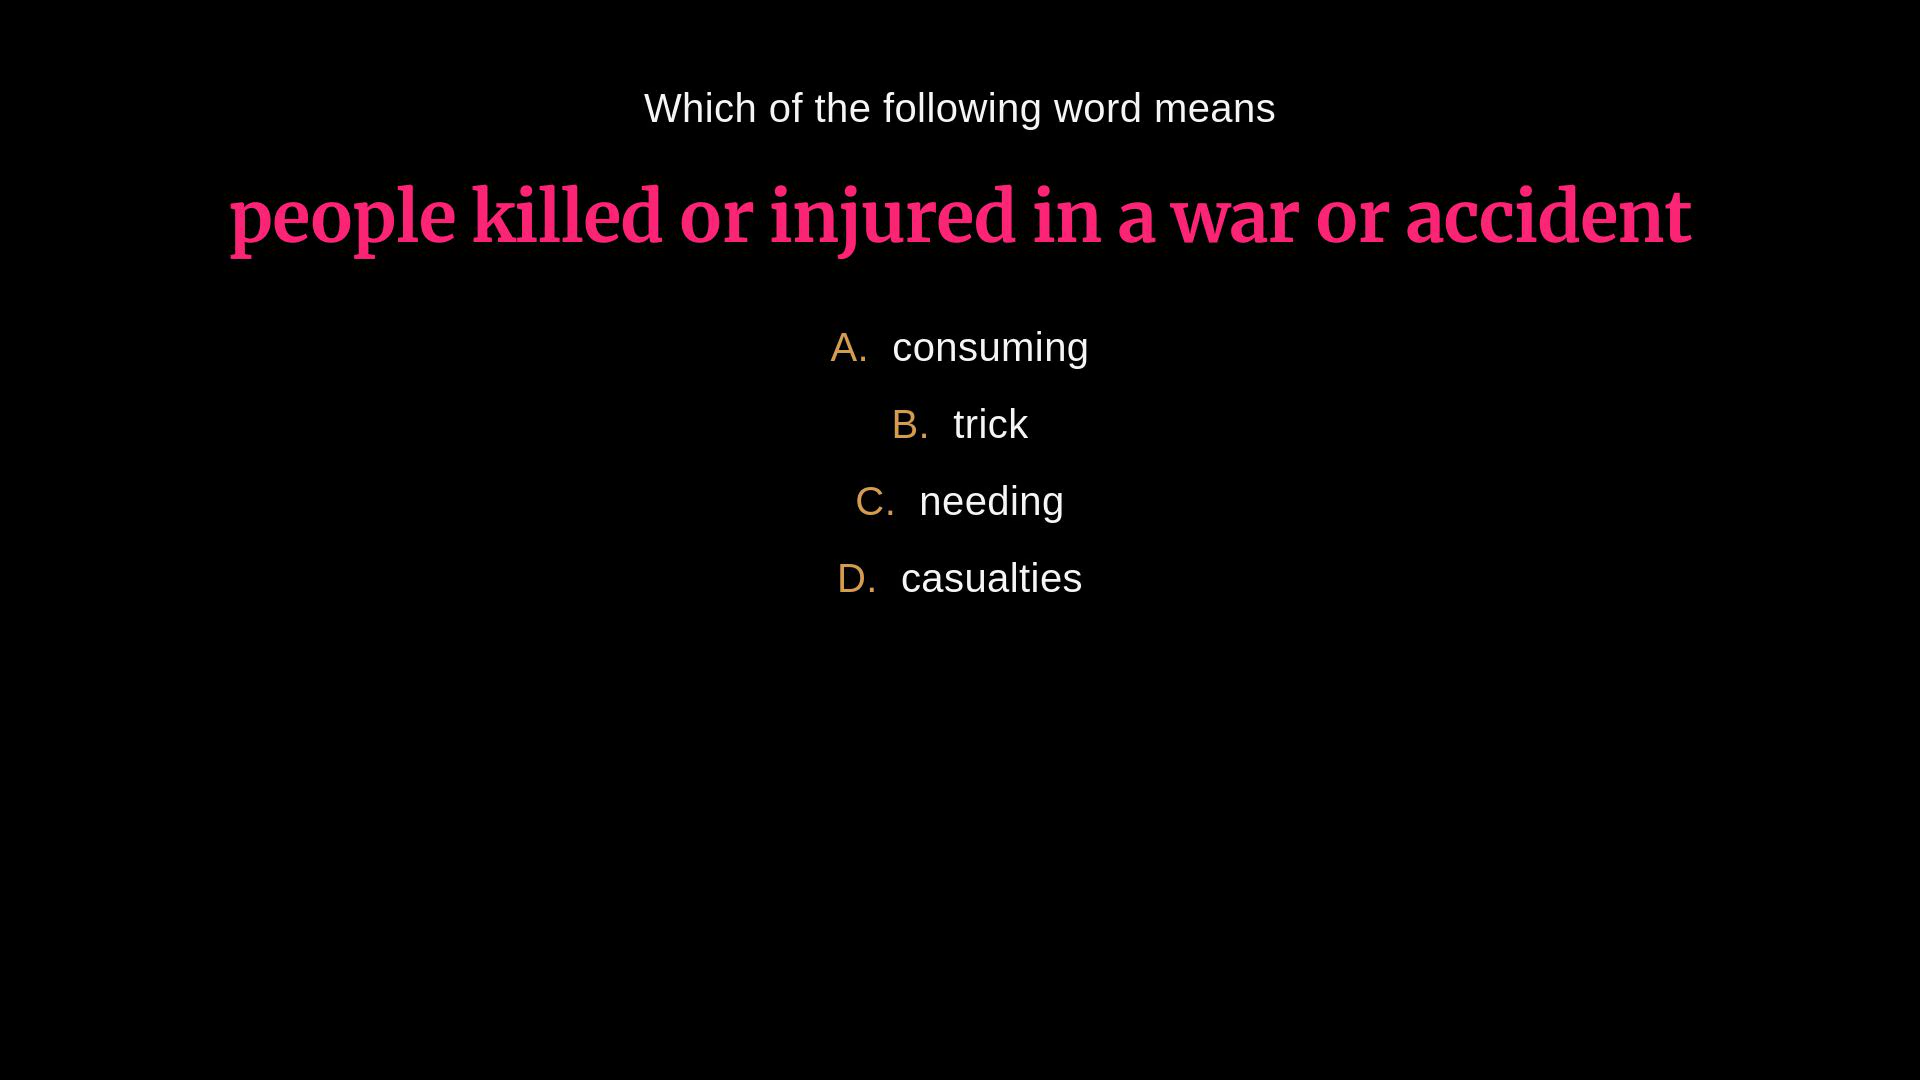 Which of the following word means
people killed or injured in a war or accident
A. consuming
B. trick
C. needing
D. casualties